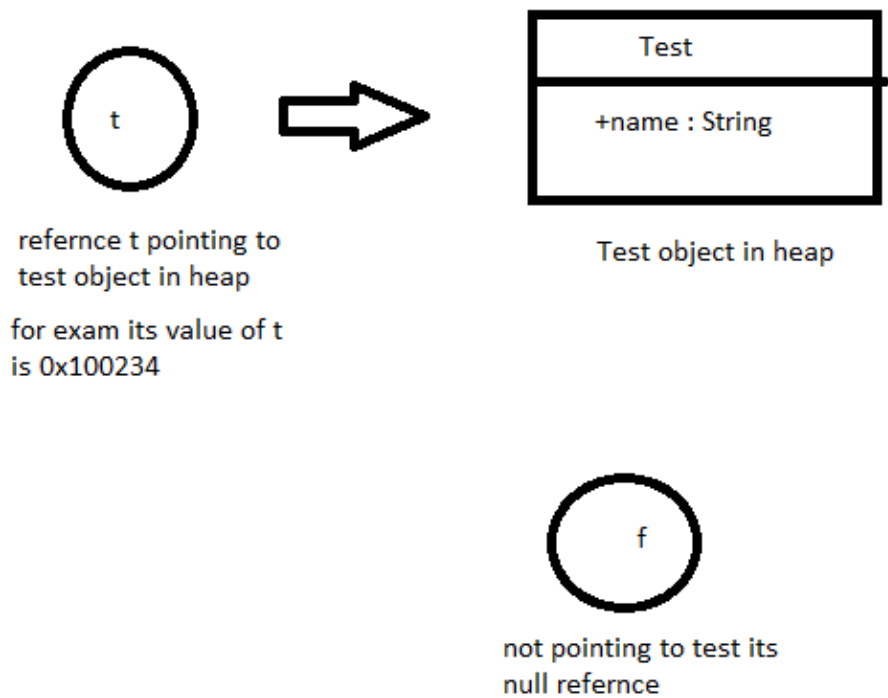 t
Test
+name : String
refernce t pointing to
test object in heap
Test object in heap
for exam its value of t
is 0x100234
f
not pointing to test its
null refernce